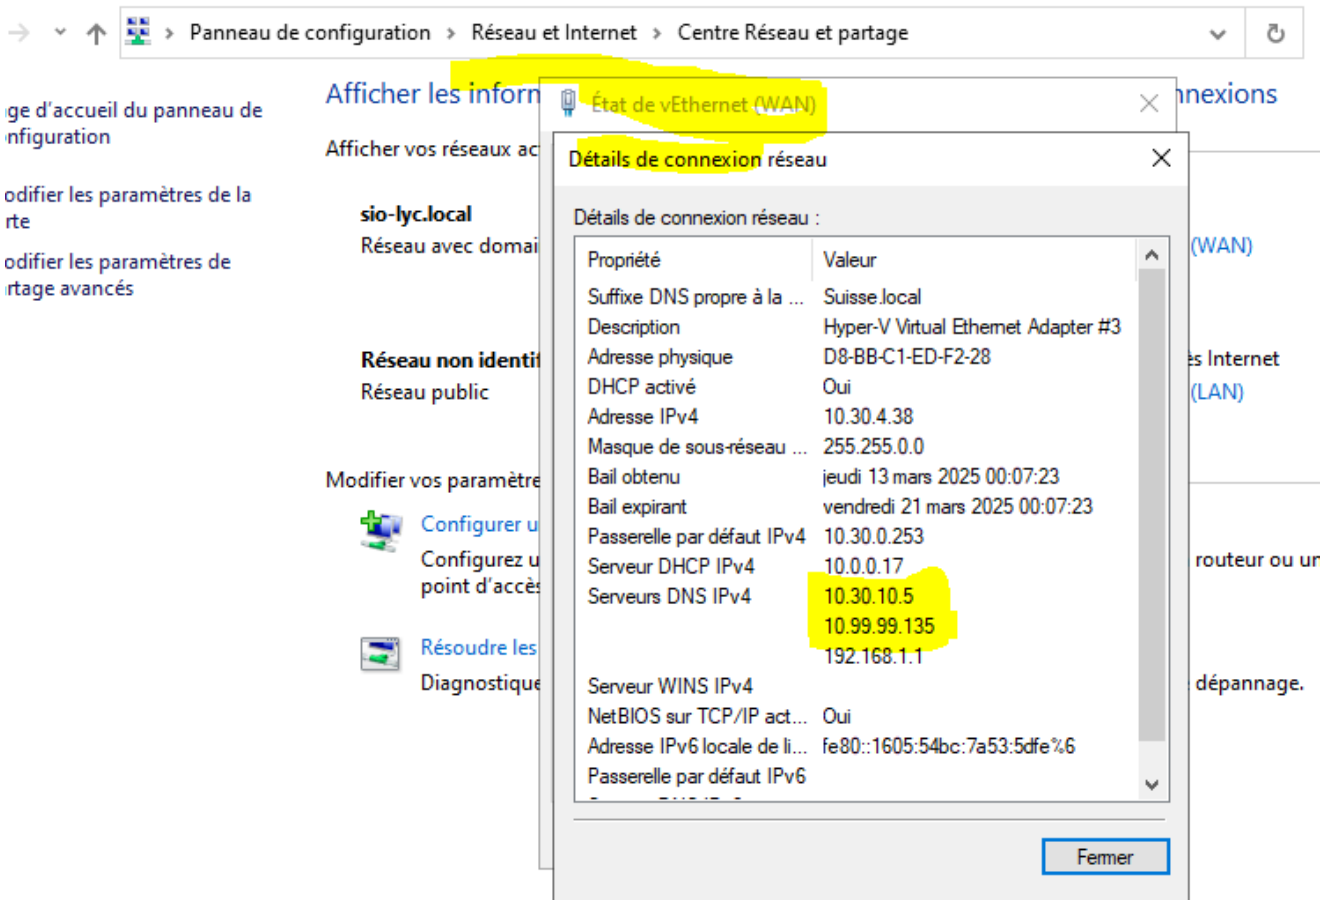 Panneau de configuration > Réseau et Internet > Centre Réseau et partage
ge d'accueil du panneau de
nfiguration
odifier les paramètres de la
rte
odifier les paramètres de
rtage avancés
Afficher les inform
nnexions
Afficher vos réseaux ac
sio-lyc.local
Réseau avec domai
(WAN)
Réseau non identif
ès Internet
Réseau public
(LAN)
Modifier vos paramètre
Configurer u
Configurez u
routeur ou un
point d'accès
Résoudre les
Diagnostique
dépannage.
État de vEthernet (WAN)
Détails de connexion réseau
Détails de connexion réseau :
Propriété Valeur
Suffixe DNS propre à la ... Suisse.local
Description Hyper-V Virtual Ethernet Adapter #3
Adresse physique D8-BB-C1-ED-F2-28
DHCP activé Oui
Adresse IPv4 10.30.4.38
Masque de sous-réseau ... 255.255.0.0
Bail obtenu jeudi 13 mars 2025 00:07:23
Bail expirant vendredi 21 mars 2025 00:07:23
Passerelle par défaut IPv4 10.30.0.253
Serveur DHCP IPv4 10.0.0.17
Serveurs DNS IPv4 10.30.10.5
10.99.99.135
192.168.1.1
Serveur WINS IPv4
NetBIOS sur TCP/IP act... Oui
Adresse IPv6 locale de li... fe80::1605:54bc:7a53:5dfe%6
Passerelle par défaut IPv6
Fermer